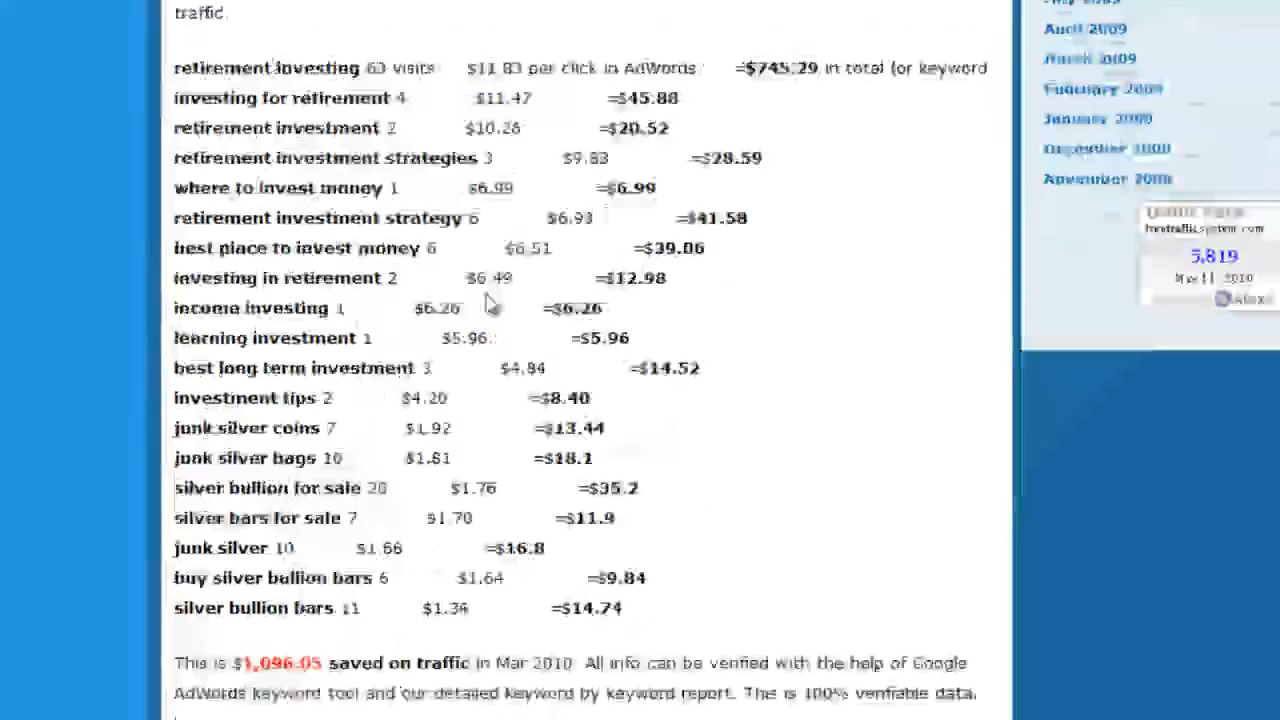 traffic.
retirement investing 63 visits $11.83 per click in AdWords =$745.29 in total (or keyword
investing for retirement 4 $11.47 =$45.88
retirement investment 2 $10.26 =$20.52
retirement investment strategies 3 $9.83 =$28.59
where to invest money 1 $6.99 =$6.99
retirement investment strategy 6 $6.93 =$41.58
best place to invest money 6 $6.51 =$39.06
investing in retirement 2 $6.49 =$12.98
income investing 1 $6.26 =$6.26
learning investment 1 $5.96 =$5.96
best long term investment 3 $4.84 =$14.52
investment tips 2 $4.20 =$8.40
junk silver coins 7 $1.92 =$13.44
junk silver bags 10 $1.81 =$18.1
silver bullion for sale 20 $1.76 =$35.2
silver bars for sale 7 $1.70 =$11.9
junk silver 10 $1.68 =$16.8
buy silver bullion bars 6 $1.64 =$9.84
silver bullion bars 11 $1.34 =$14.74
This is $1,096.05 saved on traffic in Mar 2010. All info can be verified with the help of Google
AdWords keyword tool and our detailed keyword by keyword report. This is 100% verifiable data.
April 2009
March 2009
February 2009
January 2009
December 2008
November 2008
5,819